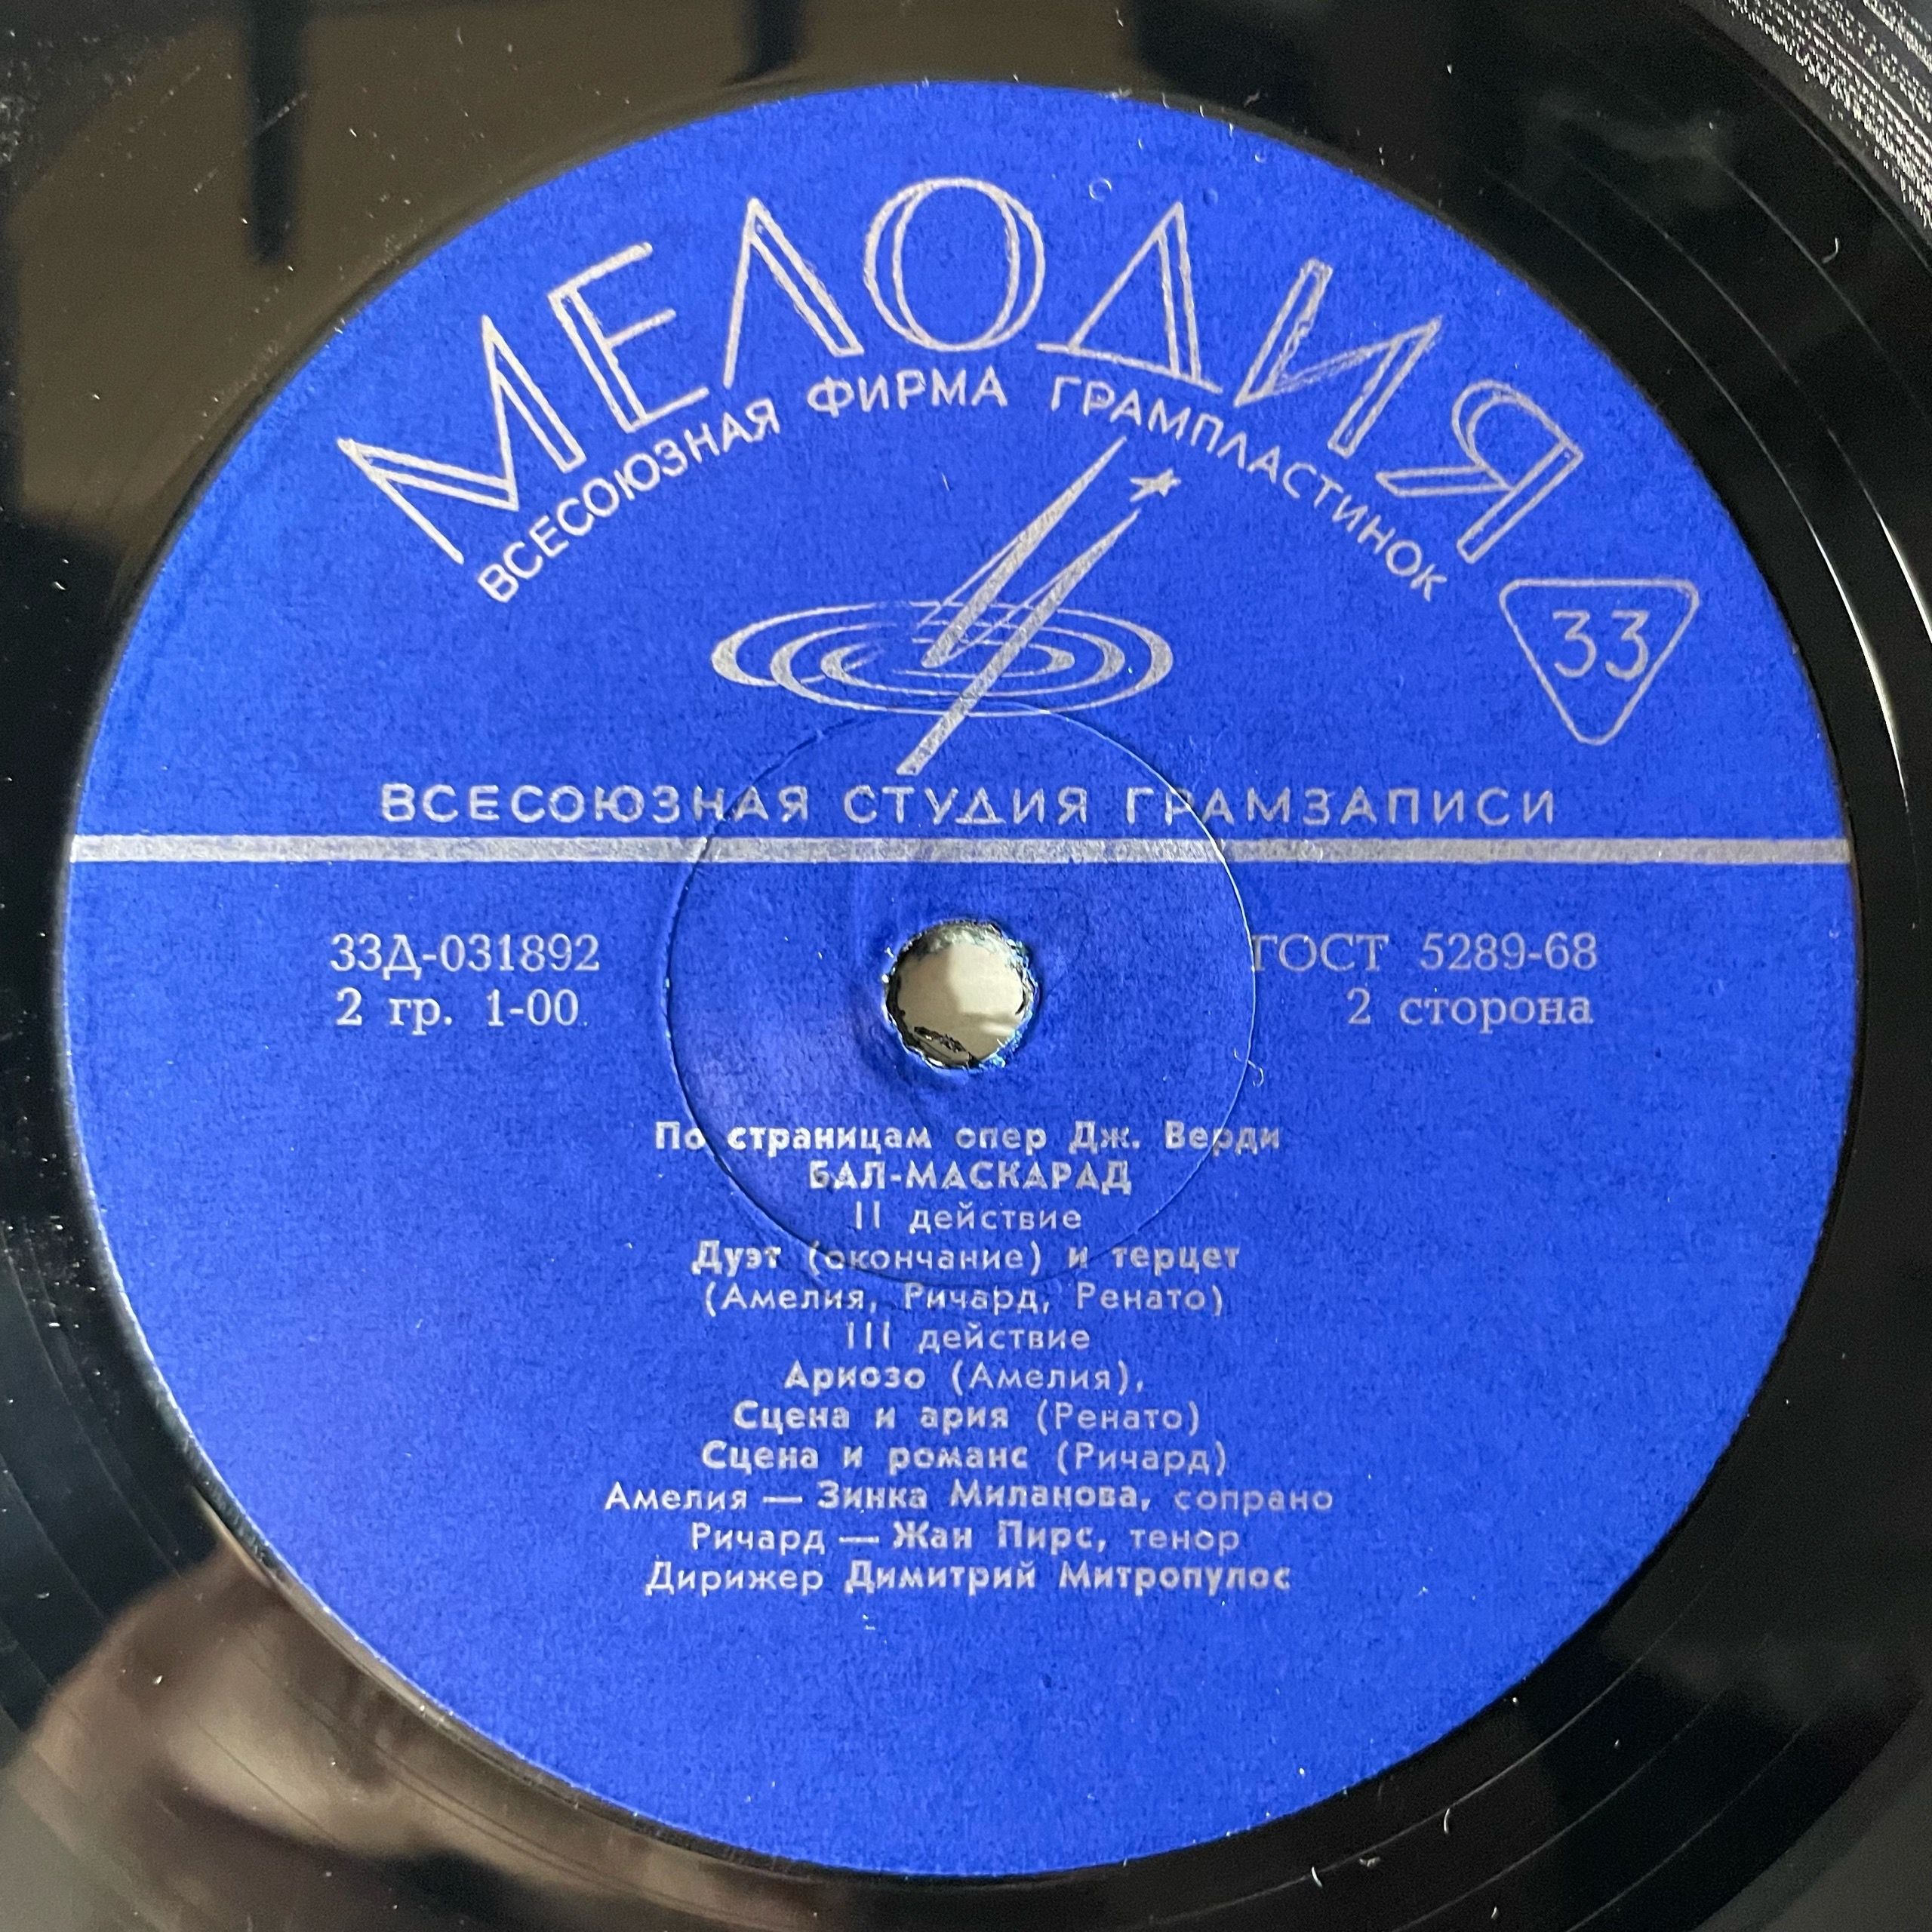 МЕЛОДИЯ
ВСЕСОЮЗНАЯ ФИРМА ГРАМПЛАСТИНОК
33
ВСЕСОЮЗНАЯ СТУДИЯ ГРАМЗАПИСИ
33Д-031892
2 гр. 1-00
ГОСТ 5289-68
2 сторона
По страницам опер Дж. Верди
БАЛ-МАСКАРАД
II действие
Дуэт (окончание) и терцет
(Амелия, Ричард, Ренато)
III действие
Ариозо (Амелия),
Сцена и ария (Ренато)
Сцена и романс (Ричард)
Амелия — Зинка Миланова, сопрано
Ричард — Жан Пирс, тенор
Дирижер Димитрий Митропулос